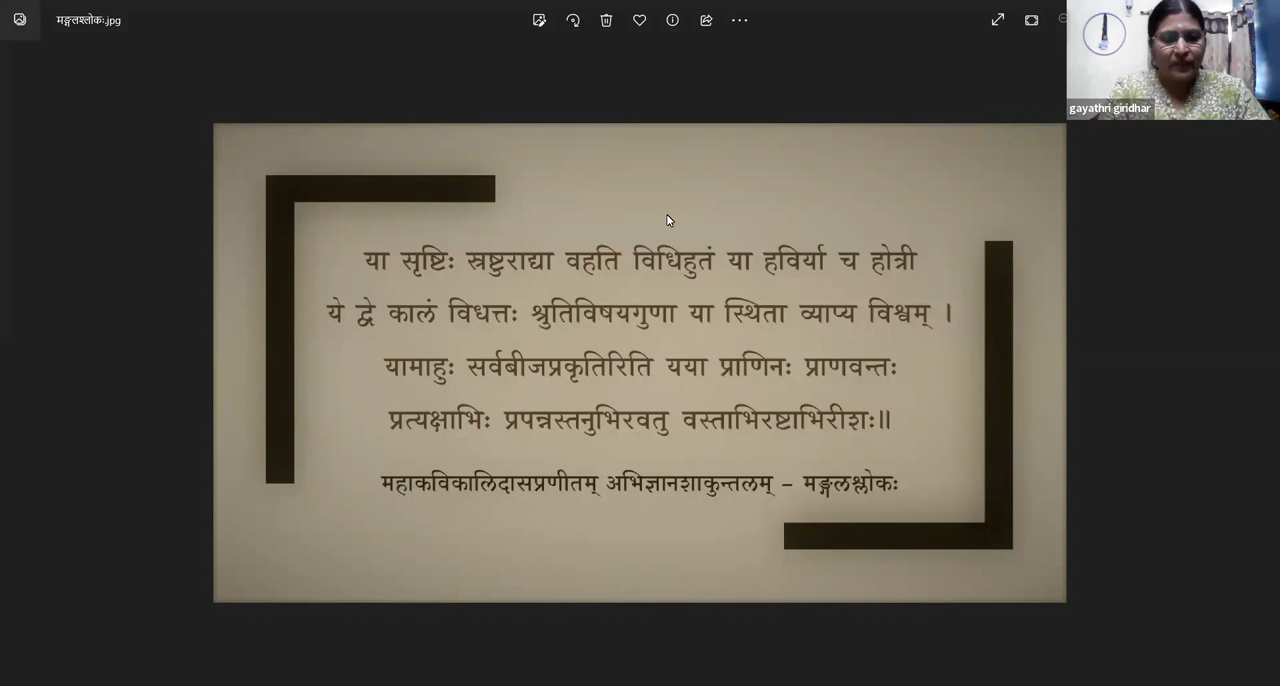 मङ्गलश्लोकः.jpg
gayathri giridhar
या सृष्टिः स्रष्टुराद्या वहति विधिहुतं या हविर्या च होत्री
ये द्वे कालं विधत्तः श्रुतिविषयगुणा या स्थिता व्याप्य विश्वम् ।
यामाहुः सर्वबीजप्रकृतिरिति यया प्राणिनः प्राणवन्तः
प्रत्यक्षाभिः प्रपन्नस्तनुभिरवतु वस्ताभिरष्टाभिरीशः॥
महाकविकालिदासप्रणीतम् अभिज्ञानशाकुन्तलम् – मङ्गलश्लोकः